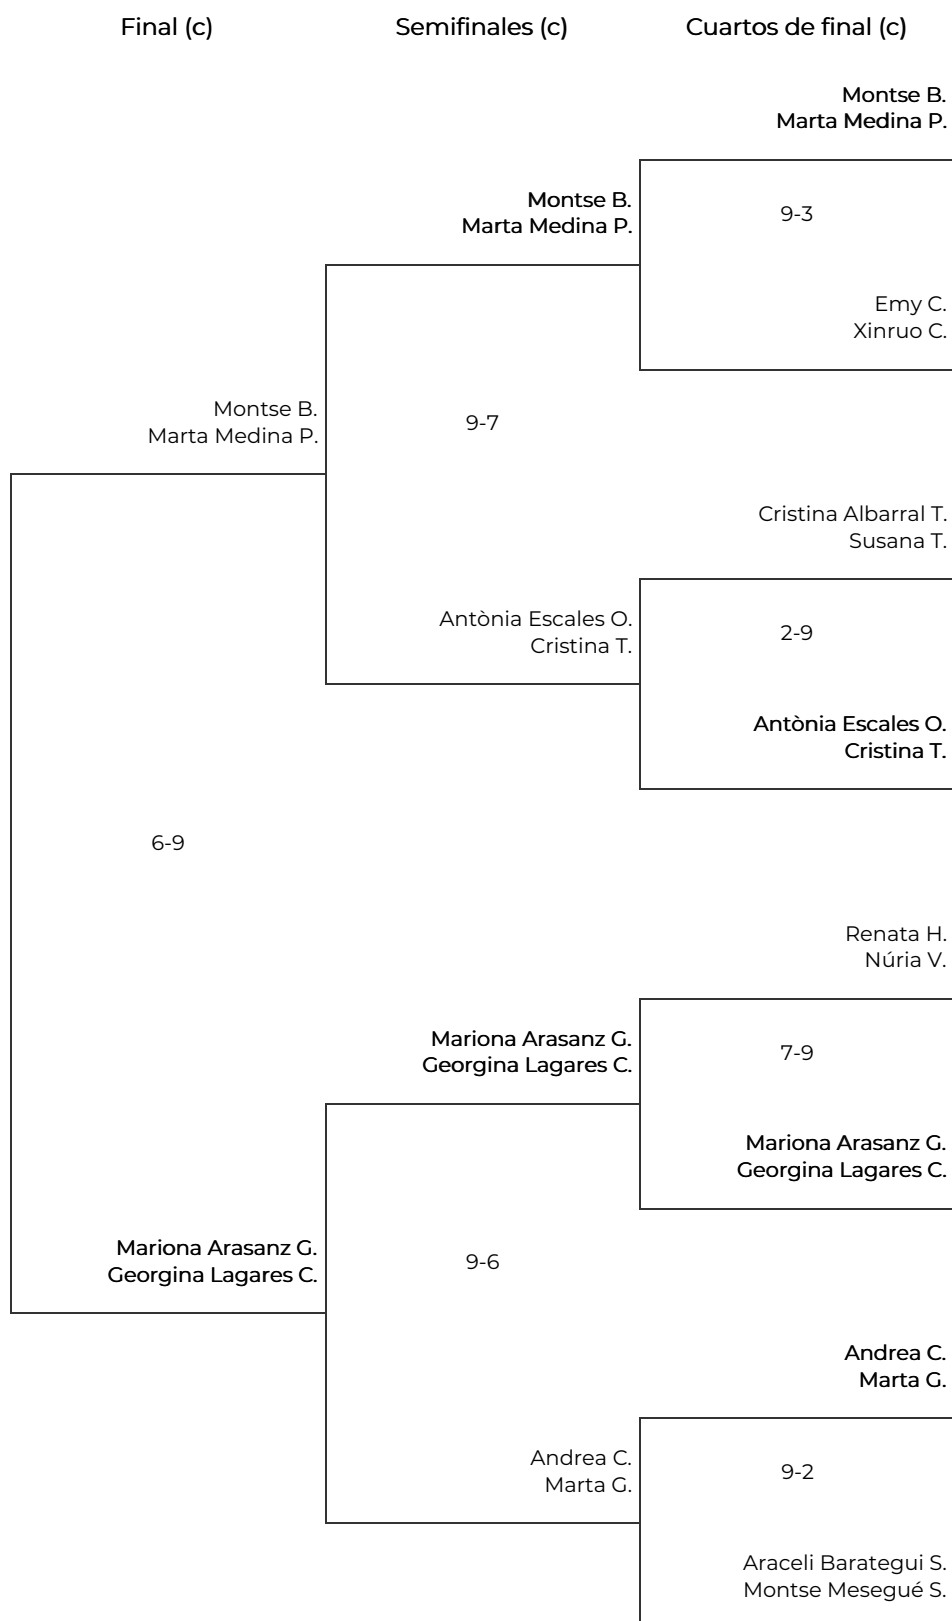 Final (c)
Semifinales (c)
Cuartos de final (c)
Montse B.
Marta Medina P.
Montse B.
Marta Medina P.
9-3
Emy C.
Xinruo C.
Montse B.
Marta Medina P.
9-7
Cristina Albarral T.
Susana T.
Antònia Escales O.
Cristina T.
2-9
Antònia Escales O.
Cristina T.
6-9
Renata H.
Núria V.
Mariona Arasanz G.
Georgina Lagares C.
7-9
Mariona Arasanz G.
Georgina Lagares C.
Mariona Arasanz G.
Georgina Lagares C.
9-6
Andrea C.
Marta G.
Andrea C.
Marta G.
9-2
Araceli Barategui S.
Montse Mesegué S.